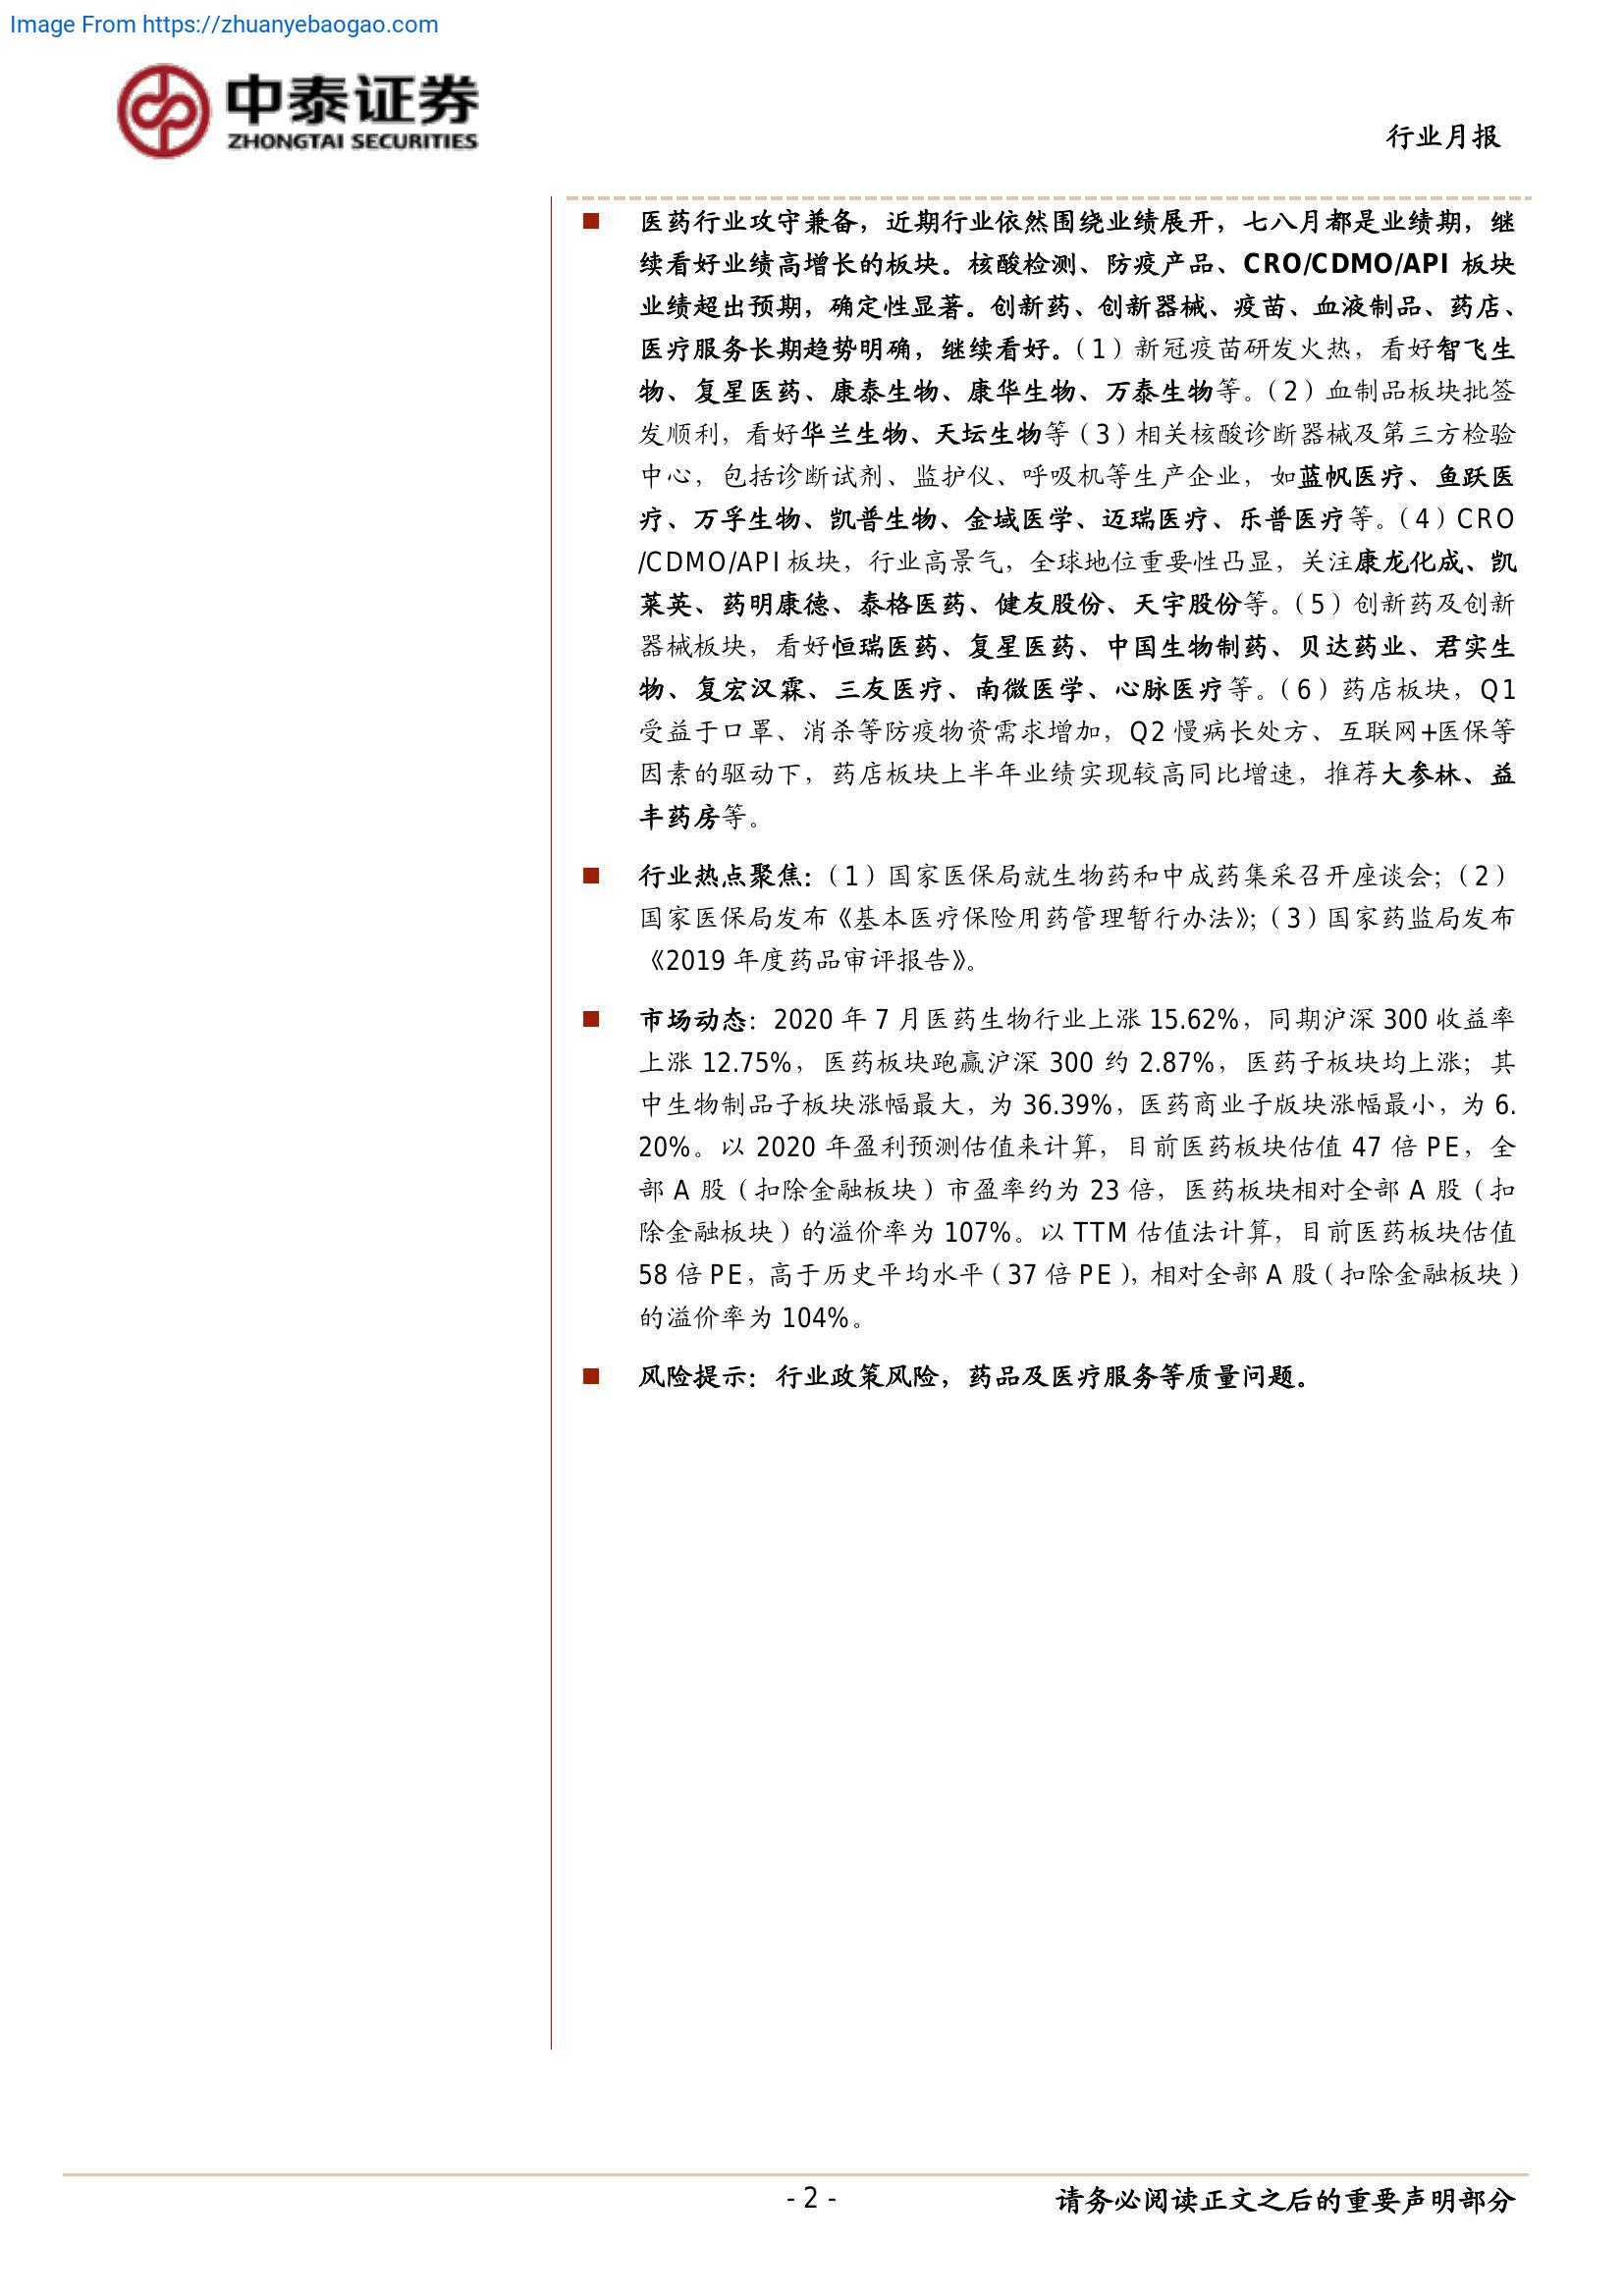 Image From https://zhuanyebaogao.com
中泰证券
ZHONGTAI SECURITIES
行业月报
医药行业攻守兼备，近期行业依然围绕业绩展开，七八月都是业绩期，继
续看好业绩高增长的板块。核酸检测、防疫产品、CRO/CDMO/API 板块
业绩超出预期，确定性显著。创新药、创新器械、疫苗、血液制品、药店、
医疗服务长期趋势明确，继续看好。（1）新冠疫苗研发火热，看好智飞生
物、复星医药、康泰生物、康华生物、万泰生物等。（2）血制品板块批签
发顺利，看好华兰生物、天坛生物等（3）相关核酸诊断器械及第三方检验
中心，包括诊断试剂、监护仪、呼吸机等生产企业，如蓝帆医疗、鱼跃医
疗、万孚生物、凯普生物、金域医学、迈瑞医疗、乐普医疗等。（4）CRO
/CDMO/API 板块，行业高景气，全球地位重要性凸显，关注康龙化成、凯
莱英、药明康德、泰格医药、健友股份、天宇股份等。（5）创新药及创新
器械板块，看好恒瑞医药、复星医药、中国生物制药、贝达药业、君实生
物、复宏汉霖、三友医疗、南微医学、心脉医疗等。（6）药店板块，Q1
受益于口罩、消杀等防疫物资需求增加，Q2 慢病长处方、互联网+医保等
因素的驱动下，药店板块上半年业绩实现较高同比增速，推荐大参林、益
丰药房等。
行业热点聚焦：（1）国家医保局就生物药和中成药集采召开座谈会；（2）
国家医保局发布《基本医疗保险用药管理暂行办法》；（3）国家药监局发布
《2019 年度药品审评报告》。
市场动态：2020 年 7 月医药生物行业上涨 15.62%，同期沪深 300 收益率
上涨 12.75%，医药板块跑赢沪深 300 约 2.87%，医药子板块均上涨；其
中生物制品子板块涨幅最大，为 36.39%，医药商业子版块涨幅最小，为 6.
20%。以 2020 年盈利预测估值来计算，目前医药板块估值 47 倍 PE，全
部 A 股（扣除金融板块）市盈率约为 23 倍，医药板块相对全部 A 股（扣
除金融板块）的溢价率为 107%。以 TTM 估值法计算，目前医药板块估值
58 倍 PE，高于历史平均水平（37 倍 PE），相对全部 A 股（扣除金融板块）
的溢价率为 104%。
风险提示：行业政策风险，药品及医疗服务等质量问题。
- 2 -
请务必阅读正文之后的重要声明部分